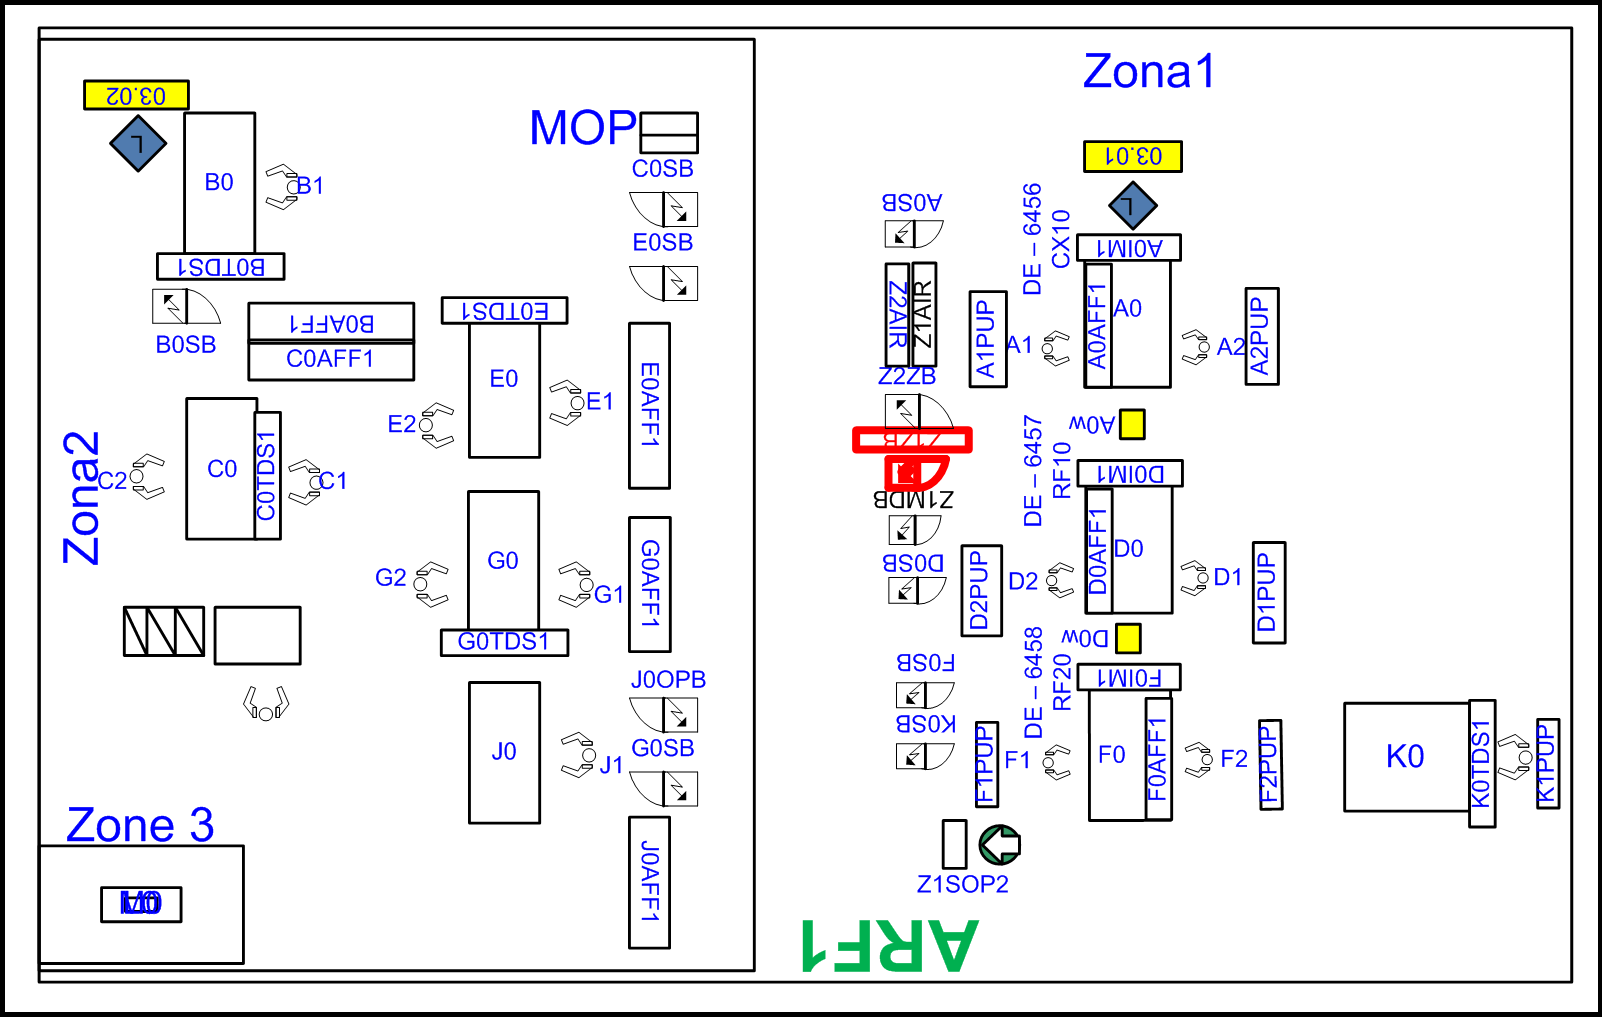 Zona1
03.02
L
B0
B1
B0TDS1
B0SB
B0AFF1
C0AFF1
MOP
C0SB
E0SB
E0TDS1
E0
E1
E2
E0AFF1
Zona2
C2
C0
C0TDS1
C1
G2
G0
G1
G0TDS1
G0AFF1
J0OPB
G0SB
J0
J1
J0AFF1
Zone 3
03.01
L
A0SB
DE – 6456
CX10
A0IM1
Z2AIR
Z1AIR
A1PUP
A1
A0AFF1
A0
A2
A2PUP
Z2ZB
Z1ZB
Z1MDB
A0w
DE – 6457
RF10
D0IM1
D0SB
D2PUP
D2
D0AFF1
D0
D1
D1PUP
D0w
DE – 6458
RF20
F0IM1
F0SB
K0SB
F1PUP
F1
F0
F0AFF1
F2
F2PUP
K0
K0TDS1
K1PUP
Z1SOP2
ARF1